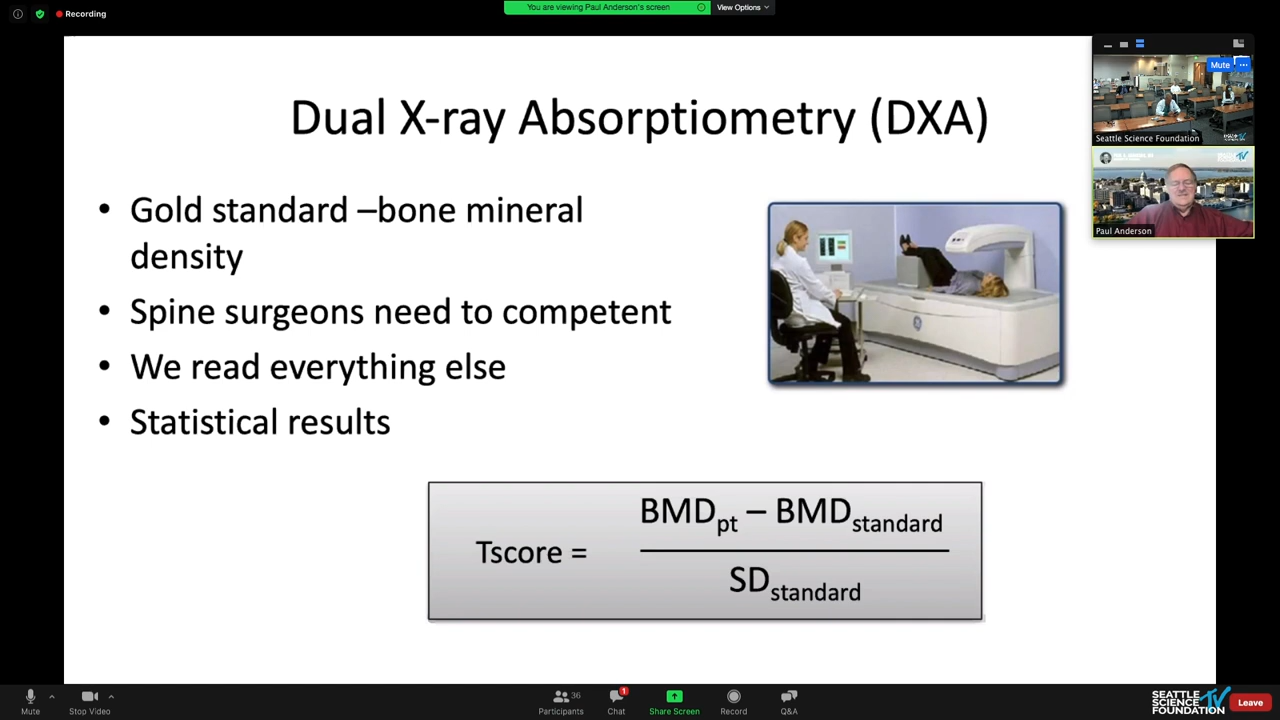 Recording
You are viewing Paul Anderson's screen
View Options
Dual X-ray Absorptiometry (DXA)
• Gold standard –bone mineral
density
• Spine surgeons need to competent
• We read everything else
• Statistical results
Tscore =
BMDpt – BMDstandard
SDstandard
Mute
Seattle Science Foundation
Paul Anderson
Mute
Stop Video
Participants
36
Chat
1
Share Screen
Record
Q&A
SEATTLE
SCIENCE
FOUNDATION
TV
Leave